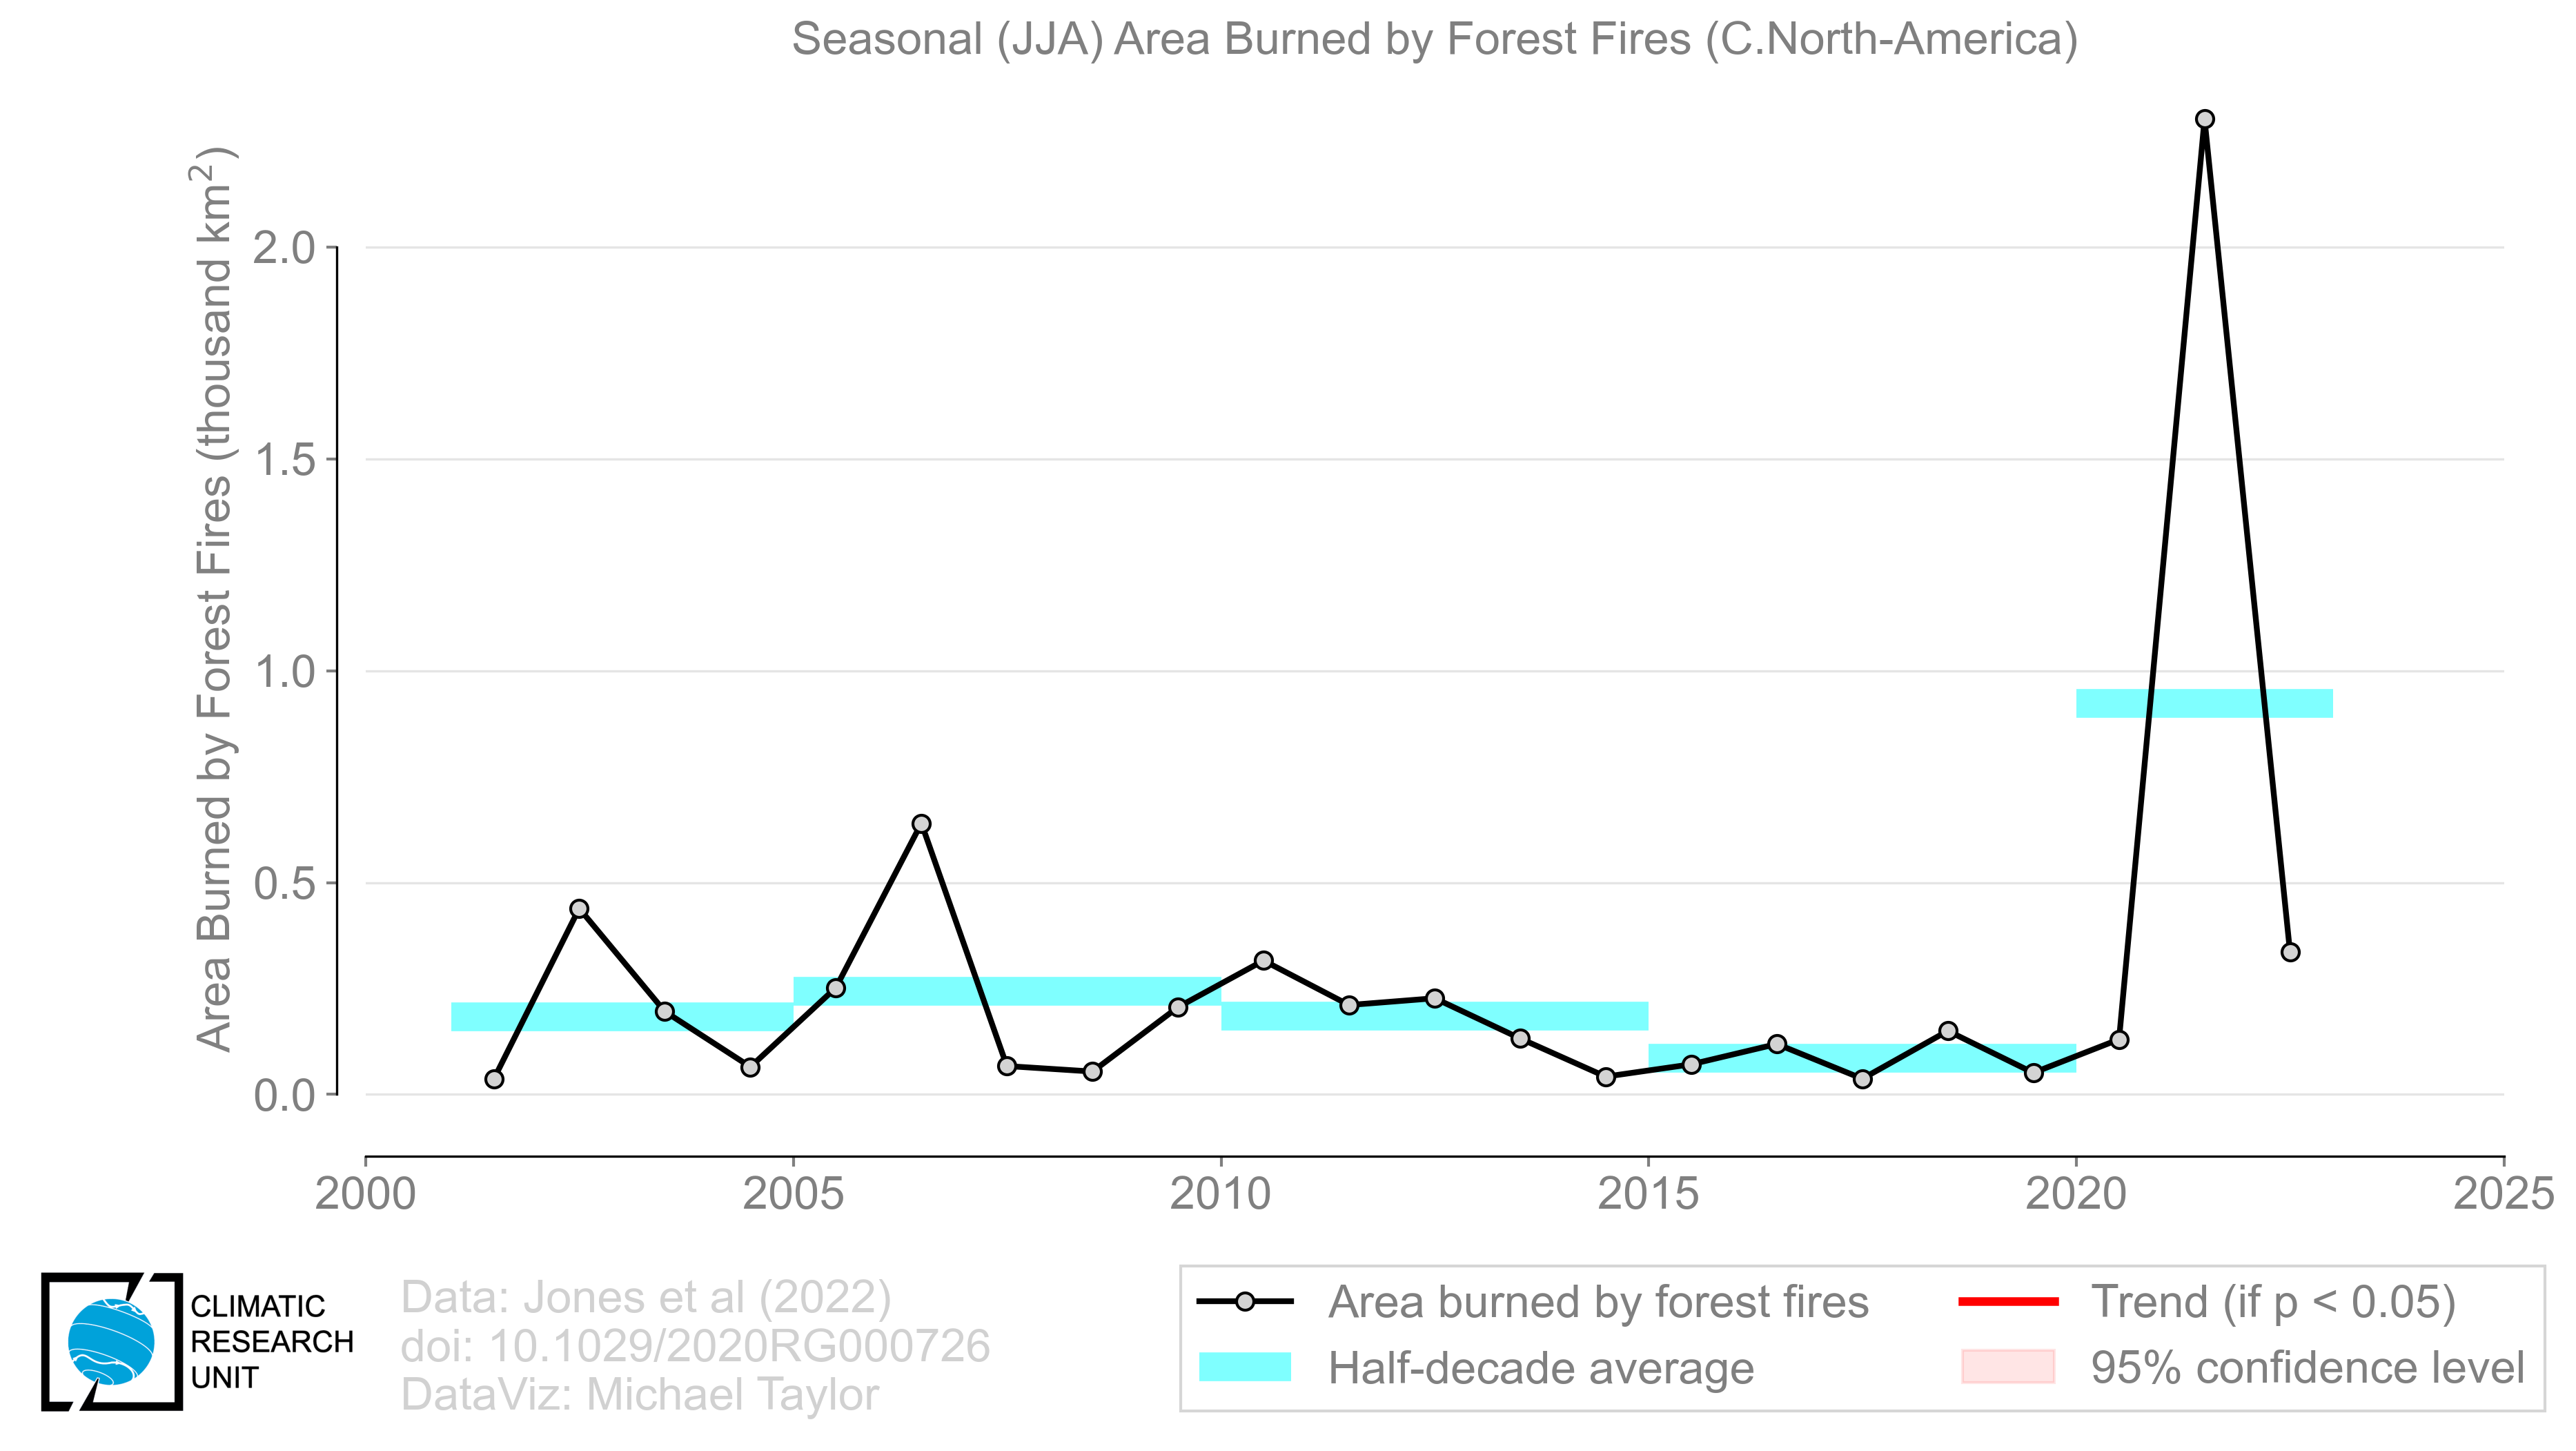 Seasonal (JJA) Area Burned by Forest Fires (C.North-America)
Area Burned by Forest Fires (thousand km²)
2.0
1.5
1.0
0.5
0.0
2000 2005 2010 2015 2020 2025
CLIMATIC
RESEARCH
UNIT
Data: Jones et al (2022)
doi: 10.1029/2020RG000726
DataViz: Michael Taylor
Area burned by forest fires
Half-decade average
Trend (if p < 0.05)
95% confidence level